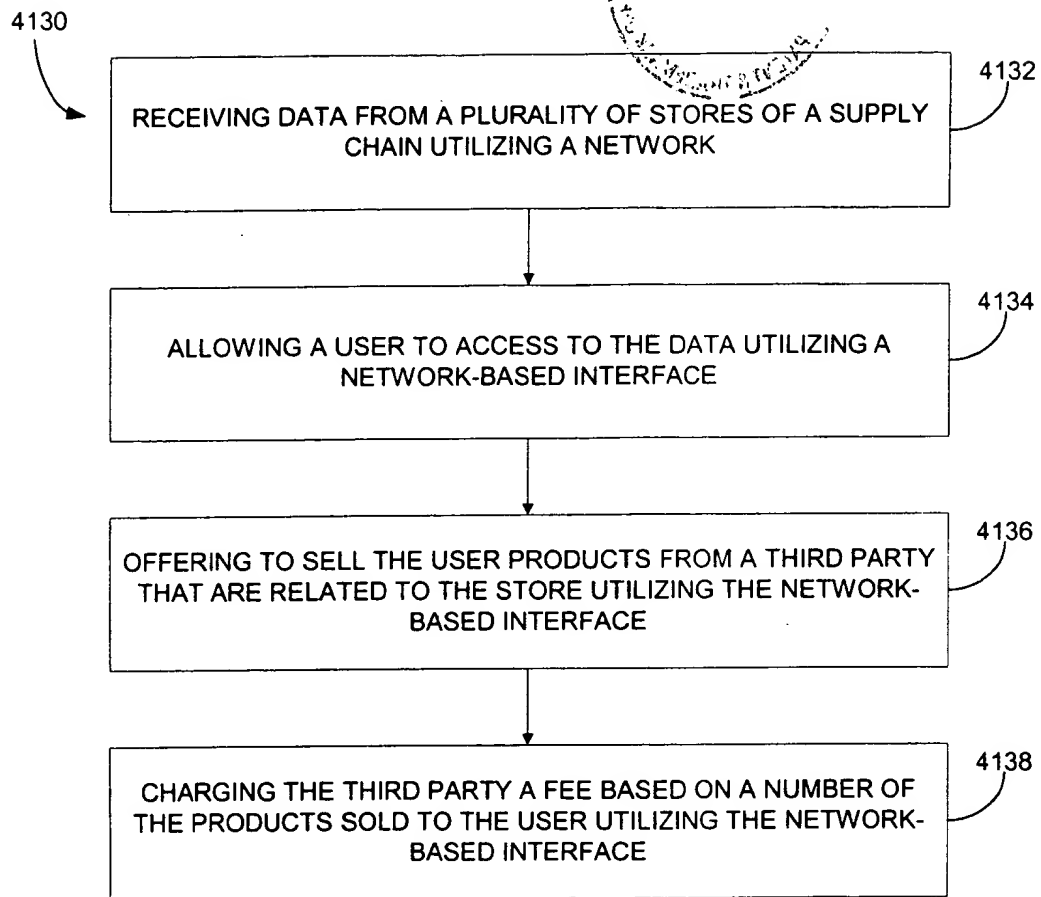 4130
4132
RECEIVING DATA FROM A PLURALITY OF STORES OF A SUPPLY
CHAIN UTILIZING A NETWORK
4134
ALLOWING A USER TO ACCESS TO THE DATA UTILIZING A
NETWORK-BASED INTERFACE
4136
OFFERING TO SELL THE USER PRODUCTS FROM A THIRD PARTY
THAT ARE RELATED TO THE STORE UTILIZING THE NETWORK-
BASED INTERFACE
4138
CHARGING THE THIRD PARTY A FEE BASED ON A NUMBER OF
THE PRODUCTS SOLD TO THE USER UTILIZING THE NETWORK-
BASED INTERFACE